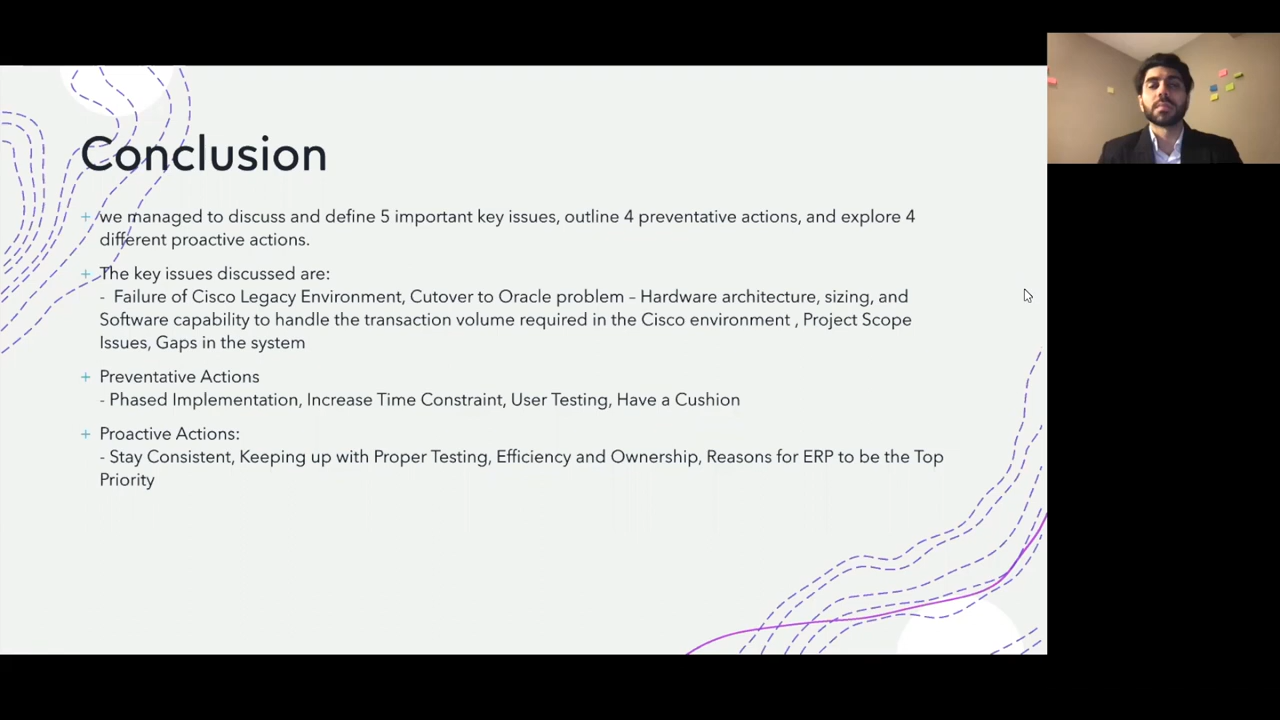 Conclusion
+ we managed to discuss and define 5 important key issues, outline 4 preventative actions, and explore 4
different proactive actions.
+ The key issues discussed are:
- Failure of Cisco Legacy Environment, Cutover to Oracle problem – Hardware architecture, sizing, and
Software capability to handle the transaction volume required in the Cisco environment , Project Scope
Issues, Gaps in the system
+ Preventative Actions
- Phased Implementation, Increase Time Constraint, User Testing, Have a Cushion
+ Proactive Actions:
- Stay Consistent, Keeping up with Proper Testing, Efficiency and Ownership, Reasons for ERP to be the Top
Priority